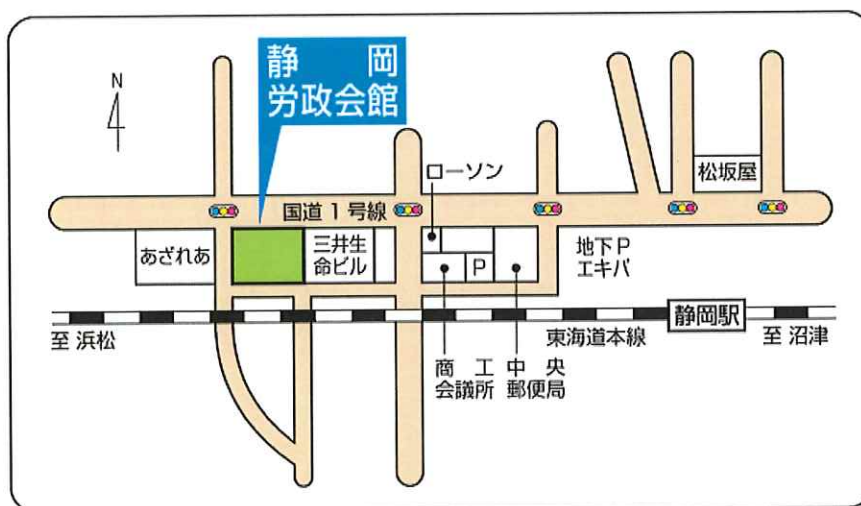 静岡
労政会館
N
ローソン
松坂屋
国道1号線
あざれあ
三井生
命ビル
P
地下P
エキパ
静岡駅
至 浜松
東海道本線
至 沼津
商工
会議所
中央
郵便局